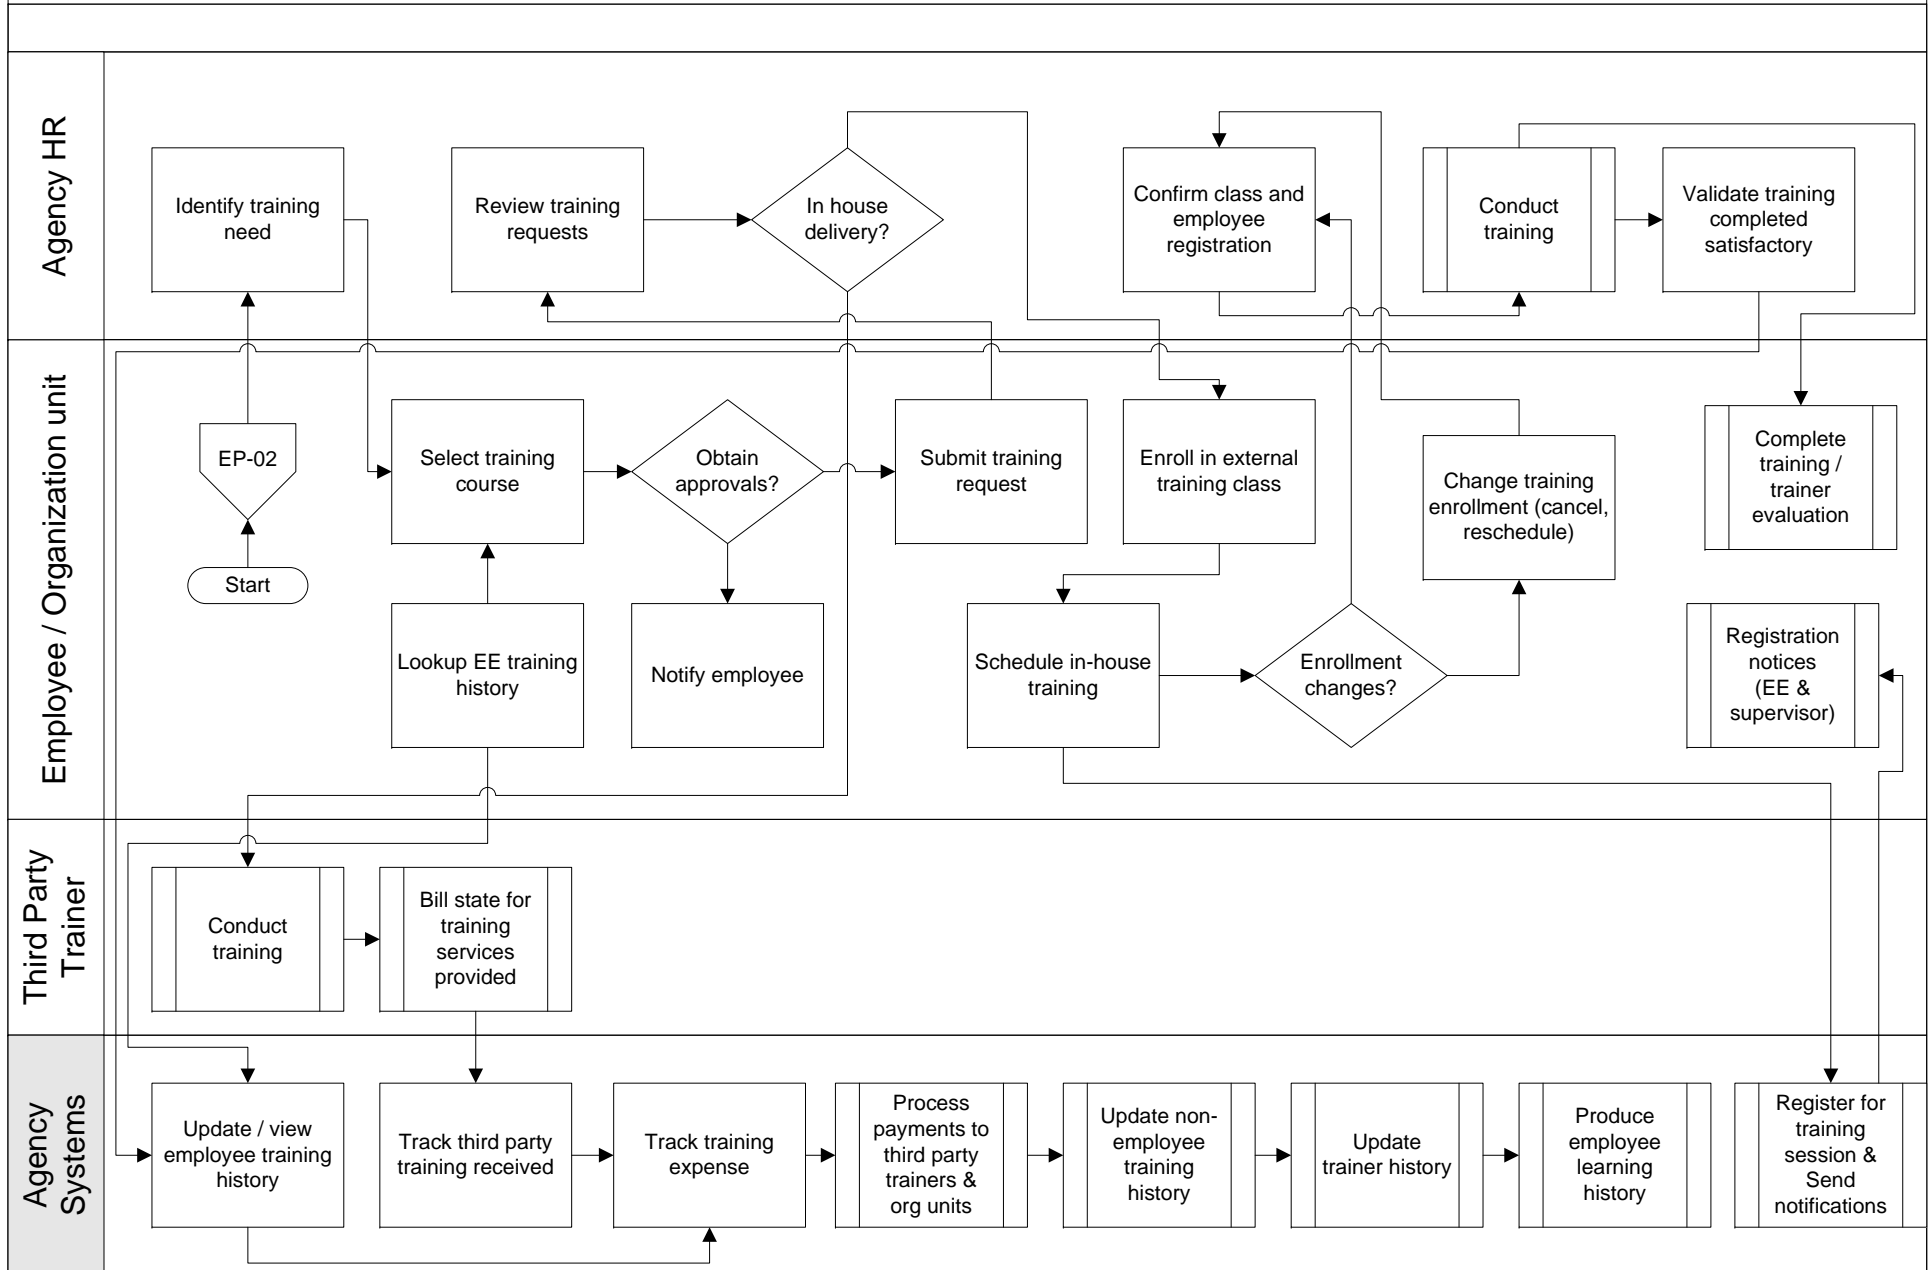 Agency HR
Identify training
need
Review training
requests
In house
delivery?
Confirm class and
employee
registration
Conduct
training
Validate training
completed
satisfactory
Employee / Organization unit
EP-02
Start
Select training
course
Obtain
approvals?
Submit training
request
Enroll in external
training class
Change training
enrollment (cancel,
reschedule)
Complete
training /
trainer
evaluation
Lookup EE training
history
Notify employee
Schedule in-house
training
Enrollment
changes?
Registration
notices
(EE &
supervisor)
Third Party
Trainer
Conduct
training
Bill state for
training
services
provided
Agency
Systems
Update / view
employee training
history
Track third party
training received
Track training
expense
Process
payments to
third party
trainers &
org units
Update non-
employee
training
history
Update
trainer history
Produce
employee
learning
history
Register for
training
session &
Send
notifications